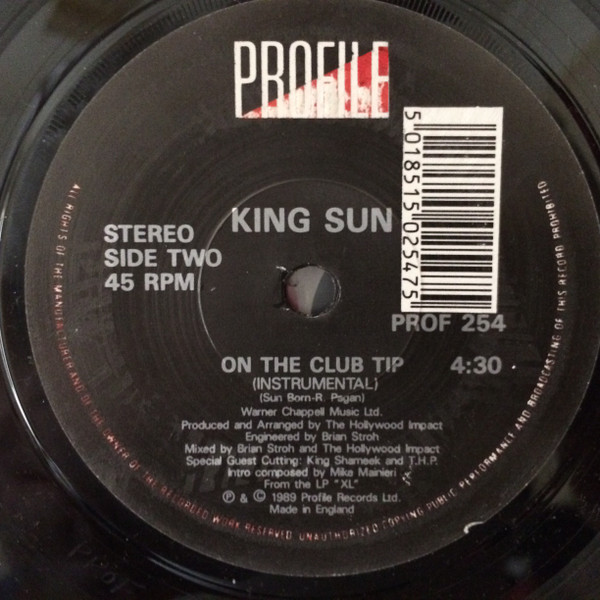 PROFILE
5 018515 025475
KING SUN
STEREO
SIDE TWO
45 RPM
PROF 254
ON THE CLUB TIP 4:30
(INSTRUMENTAL)
(Sun Born-R. Pagan)
Warner Chappell Music Ltd.
Produced and Arranged by The Hollywood Impact
Engineered by Brian Stroh
Mixed by Brian Stroh and The Hollywood Impact
Special Guest Cutting: King Shameek and T.H.P.
Intro composed by Mike Mainieri
From the LP "XL"
Ⓟ & © 1989 Profile Records Ltd.
Made in England
ALL RIGHTS OF THE MANUFACTURER AND OF THE OWNER OF THE RECORDED WORK RESERVED. UNAUTHORIZED COPYING PUBLIC PERFORMANCE AND BROADCASTING OF THIS RECORD PROHIBITED